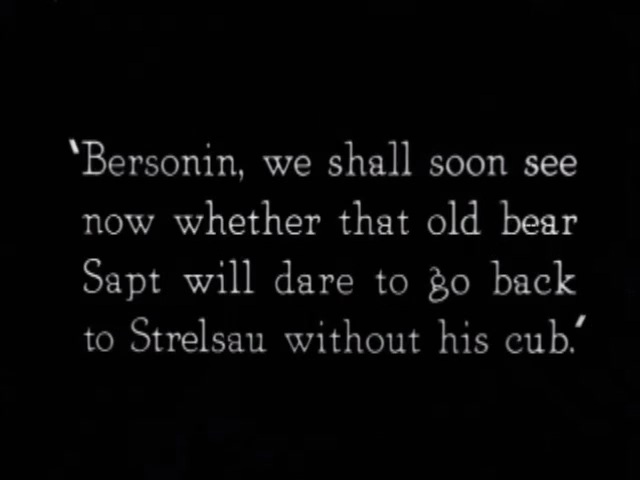 'Bersonin, we shall soon see
now whether that old bear
Sapt will dare to go back
to Strelsau without his cub.'